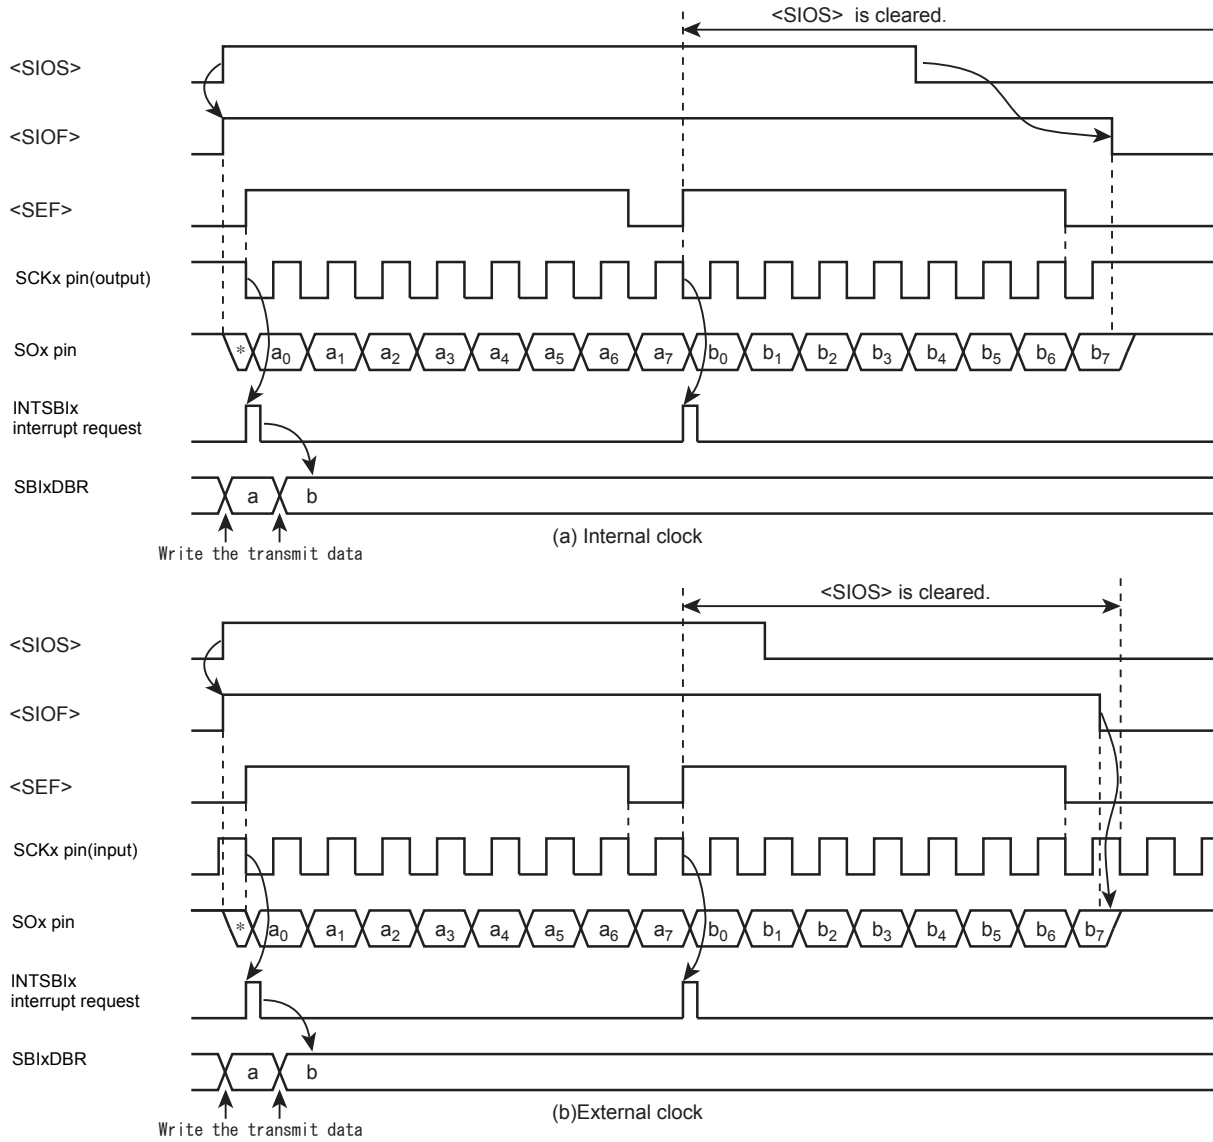 <SIOS> is cleared.
<SIOS>
<SIOF>
<SEF>
SCKx pin(output)
SOx pin
* a0 a1 a2 a3 a4 a5 a6 a7 b0 b1 b2 b3 b4 b5 b6 b7
INTSBIx
interrupt request
SBIxDBR
a b
Write the transmit data
(a) Internal clock
<SIOS> is cleared.
<SIOS>
<SIOF>
<SEF>
SCKx pin(input)
SOx pin
* a0 a1 a2 a3 a4 a5 a6 a7 b0 b1 b2 b3 b4 b5 b6 b7
INTSBIx
interrupt request
SBIxDBR
a b
Write the transmit data
(b)External clock